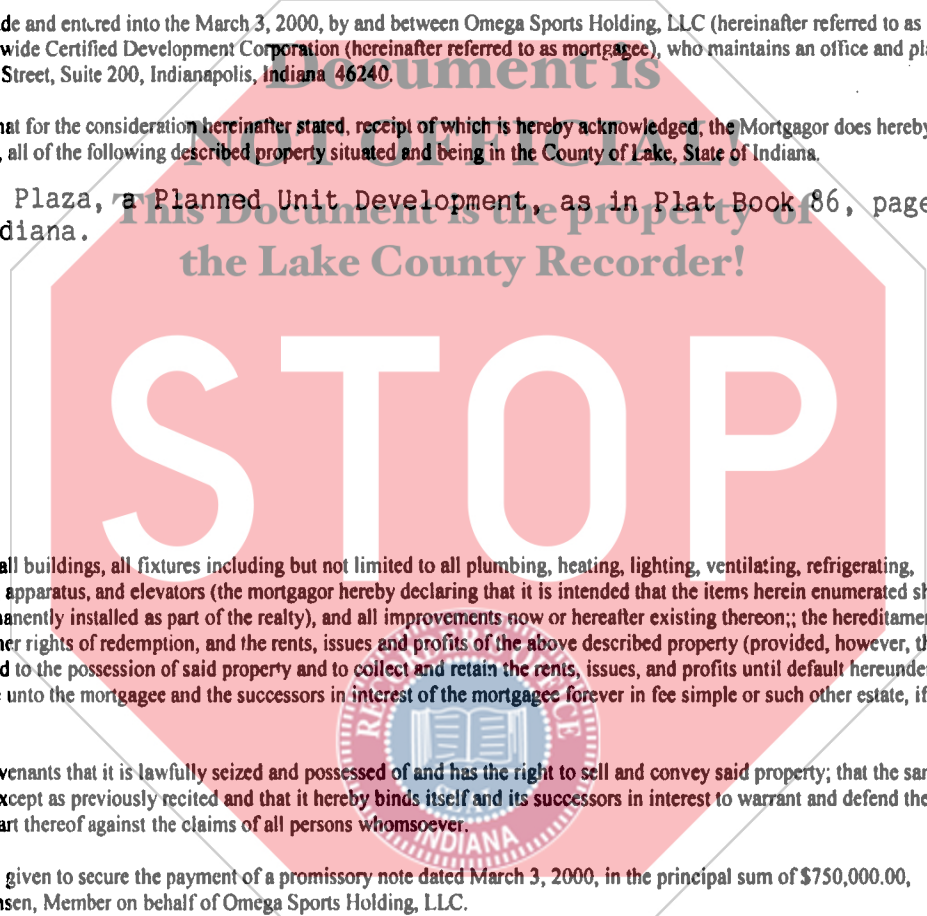 de and entered into the March 3, 2000, by and between Omega Sports Holding, LLC (hereinafter referred to as
wide Certified Development Corporation (hereinafter referred to as mortgagee), who maintains an office and pla
Street, Suite 200, Indianapolis, Indiana 46240.
Document is
hat for the consideration hereinafter stated, receipt of which is hereby acknowledged, the Mortgagor does hereby
NOT OFFICIAL!
, all of the following described property situated and being in the County of Lake, State of Indiana.
Plaza, a Planned Unit Development, as in Plat Book 86, page
This Document is the property of
diana.
the Lake County Recorder!
STOP
all buildings, all fixtures including but not limited to all plumbing, heating, lighting, ventilating, refrigerating,
apparatus, and elevators (the mortgagor hereby declaring that it is intended that the items herein enumerated sh
anently installed as part of the realty), and all improvements now or hereafter existing thereon;; the hereditamen
her rights of redemption, and the rents, issues and profits of the above described property (provided, however, th
d to the possession of said property and to collect and retain the rents, issues, and profits until default hereunde
unto the mortgagee and the successors in interest of the mortgagee forever in fee simple or such other estate, if
RECORDER'S OFFICE
venants that it is lawfully seized and possessed of and has the right to sell and convey said property; that the sam
xcept as previously recited and that it hereby binds itself and its successors in interest to warrant and defend the
art thereof against the claims of all persons whomsoever.
INDIANA
given to secure the payment of a promissory note dated March 3, 2000, in the principal sum of $750,000.00,
nsen, Member on behalf of Omega Sports Holding, LLC.